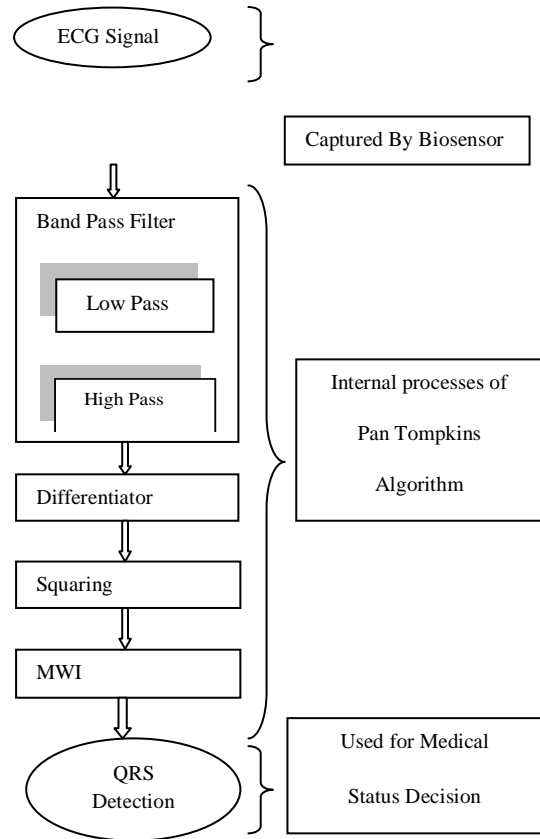 ECG Signal
Captured By Biosensor
Band Pass Filter
Low Pass
High Pass
Internal processes of
Pan Tompkins
Algorithm
Differentiator
Squaring
MWI
QRS
Detection
Used for Medical
Status Decision